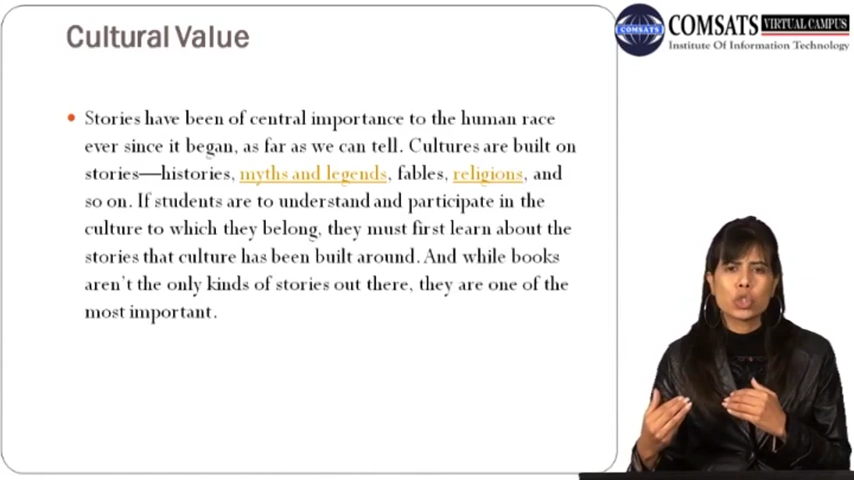 Cultural Value
COMSATS
COMSATS VIRTUAL CAMPUS
Institute Of Information Technology
• Stories have been of central importance to the human race
ever since it began, as far as we can tell. Cultures are built on
stories—histories, myths and legends, fables, religions, and
so on. If students are to understand and participate in the
culture to which they belong, they must first learn about the
stories that culture has been built around. And while books
aren't the only kinds of stories out there, they are one of the
most important.